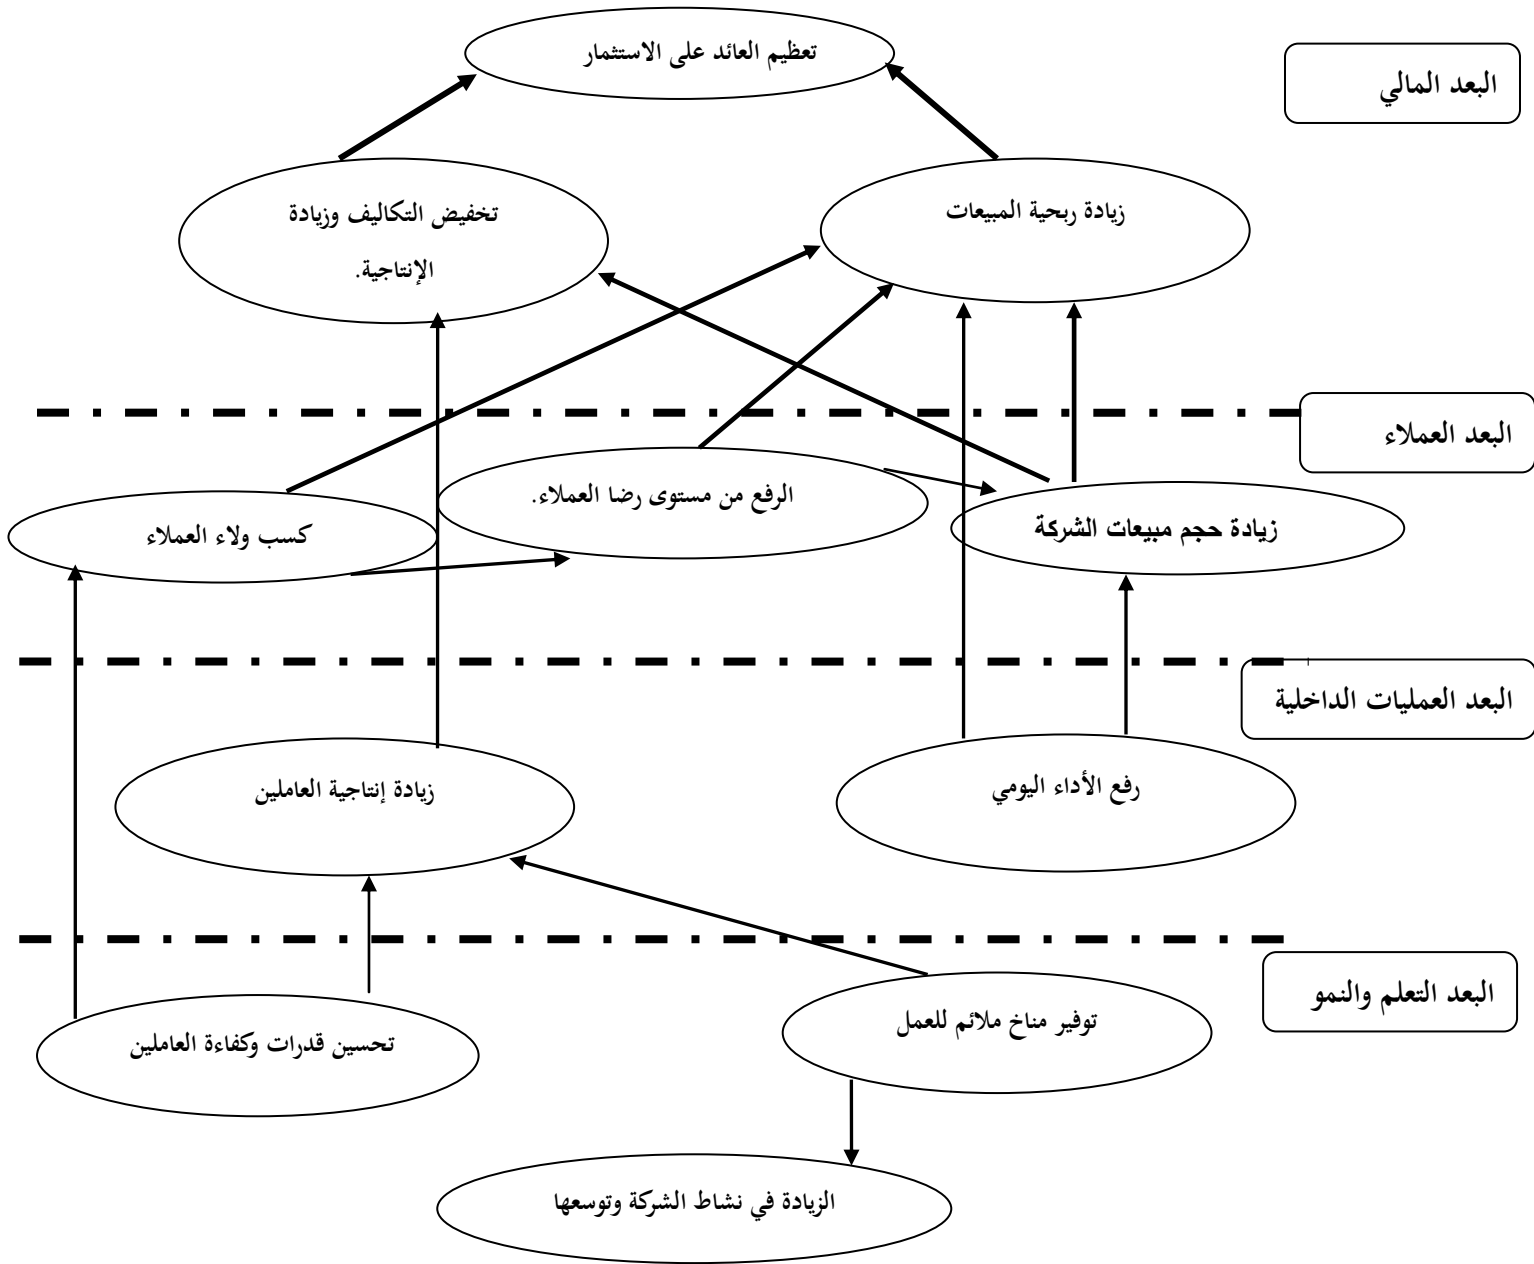 تعظيم العائد على الاستثمار
البعد المالي
زيادة ربحية المبيعات
تخفيض التكاليف وزيادة
الإنتاجية.
البعد العملاء
زيادة حجم مبيعات الشركة
الرفع من مستوى رضا العملاء.
كسب ولاء العملاء
البعد العمليات الداخلية
رفع الأداء اليومي
زيادة إنتاجية العاملين
البعد التعلم والنمو
توفير مناخ ملائم للعمل
تحسين قدرات وكفاءة العاملين
الزيادة في نشاط الشركة وتوسعها